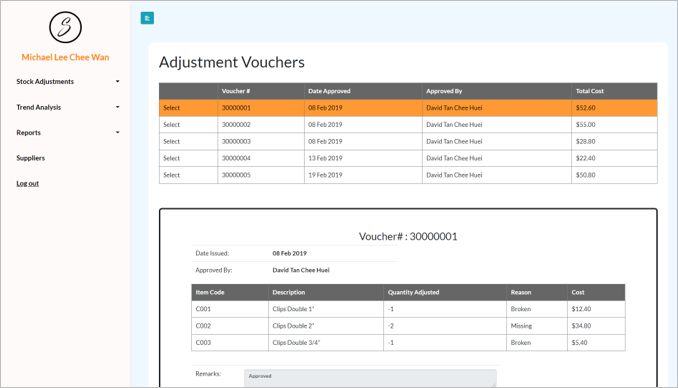 S
Michael Lee Chee Wan
Stock Adjustments
Trend Analysis
Reports
Suppliers
Log out
Adjustment Vouchers
Voucher # Date Approved Approved By Total Cost
Select 30000001 08 Feb 2019 David Tan Chee Huei $52.60
Select 30000002 08 Feb 2019 David Tan Chee Huei $55.00
Select 30000003 08 Feb 2019 David Tan Chee Huei $28.80
Select 30000004 13 Feb 2019 David Tan Chee Huei $22.40
Select 30000005 19 Feb 2019 David Tan Chee Huei $50.80
Voucher# : 30000001
Date Issued: 08 Feb 2019
Approved By: David Tan Chee Huei
Item Code Description Quantity Adjusted Reason Cost
C001 Clips Double 1" -1 Broken $12.40
C002 Clips Double 2" -2 Missing $34.80
C003 Clips Double 3/4" -1 Broken $5.40
Remarks: Approved